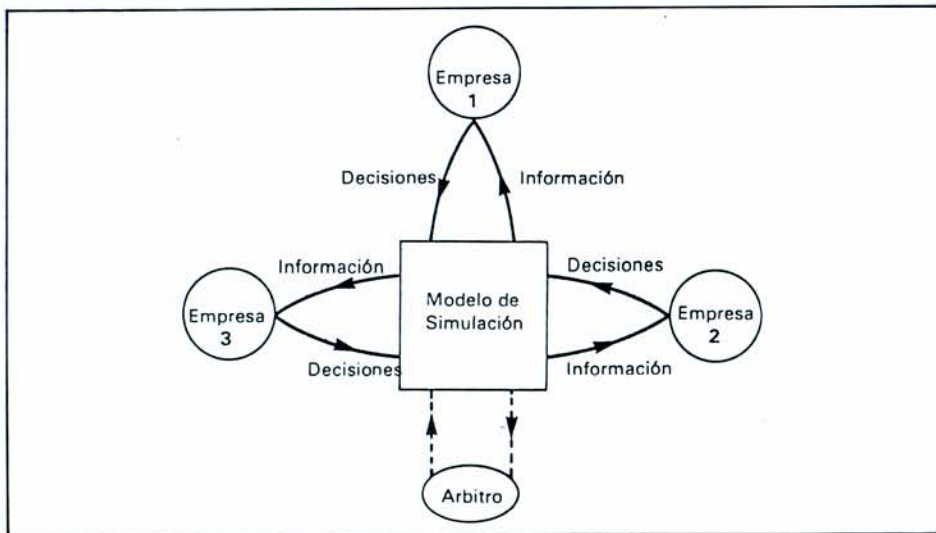 Empresa
1
Decisiones
Información
Información
Decisiones
Empresa
3
Modelo de
Simulación
Empresa
2
Decisiones
Información
Arbitro